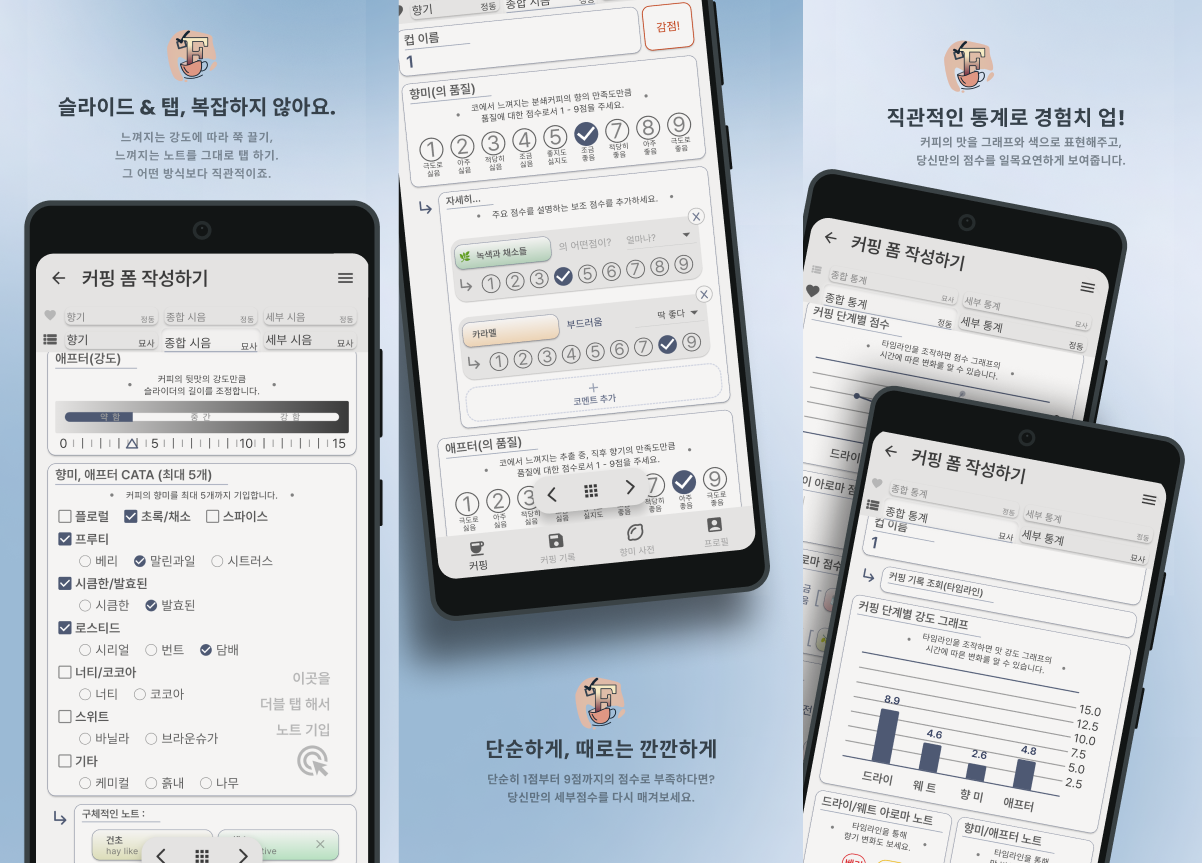 F
슬라이드 & 탭, 복잡하지 않아요.
느껴지는 강도에 따라 쭉 끌기,
느껴지는 노트를 그대로 탭 하기.
그 어떤 방식보다 직관적이죠.
커핑 폼 작성하기
향기 정동 종합 시음 세부 시음 정동
향기 묘사 종합 시음 묘사 세부 시음 묘사
애프터(강도)
커피의 뒷맛의 강도만큼
슬라이더의 길이를 조정합니다.
약 함 중 간 강 함
0 5 10 15
향미, 애프터 CATA (최대 5개)
커피의 향미를 최대 5개까지 기입합니다.
플로럴 초록/채소 스파이스
프루티
베리 말린과일 시트러스
시큼한/발효된
시큼한 발효된
로스티드
시리얼 번트 담배
너티/코코아
너티 코코아
스위트
바닐라 브라운슈가
기타
케미컬 흙내 나무
이곳을
더블 탭 해서
노트 기입
구체적인 노트 :
건초
hay like
향기 정동 종합 시음
컵 이름
1
감점!
향미(의 품질)
코에서 느껴지는 분쇄커피의 향의 만족도만큼
품질에 대한 점수로서 1 - 9점을 주세요.
1 2 3 4 5 7 8 9
극도로 싫음 아주 싫음 적당히 싫음 조금 싫음 좋지도 싫지도 조금 좋음 적당히 좋음 아주 좋음 극도로 좋음
자세히...
주요 점수를 설명하는 보조 점수를 추가하세요.
X
녹색과 채소들 의 어떤점이? 얼마나?
1 2 3 5 6 7 8 9
X
카라멜 부드러움 딱 좋다
1 2 3 4 5 6 7 9
+
코멘트 추가
애프터(의 품질)
코에서 느껴지는 추출 중, 직후 향기의 만족도만큼
품질에 대한 점수로서 1 - 9점을 주세요.
1 2 3 7 9
극도로 싫음 아주 싫음 적당히 싫음 적당히 좋음 아주 좋음 극도로 좋음
커핑 커핑 기록 향미 사전 프로필
F
단순하게, 때로는 깐깐하게
단순히 1점부터 9점까지의 점수로 부족하다면?
당신만의 세부점수를 다시 매겨보세요.
F
직관적인 통계로 경험치 업!
커피의 맛을 그래프와 색으로 표현해주고,
당신만의 점수를 일목요연하게 보여줍니다.
커핑 폼 작성하기
종합 통계 묘사 세부 통계 묘사
종합 통계 정동 세부 통계 정동
커핑 단계별 점수
타임라인을 조작하면 점수 그래프의
시간에 따른 변화를 알 수 있습니다.
드라이
커핑 폼 작성하기
종합 통계 정동 세부 통계 정동
종합 통계 묘사 세부 통계 묘사
컵 이름
1
커핑 기록 조회(타임라인)
커핑 단계별 강도 그래프
타임라인을 조작하면 맛 강도 그래프의
시간에 따른 변화를 알 수 있습니다.
15.0
12.5
10.0
7.5
5.0
2.5
8.9 4.6 2.6 4.8
드라이 웨 트 향 미 애프터
드라이/웨트 아로마 노트
타임라인을 통해
향기 변화도 보세요.
향미/애프터 노트
타임라인을 통해